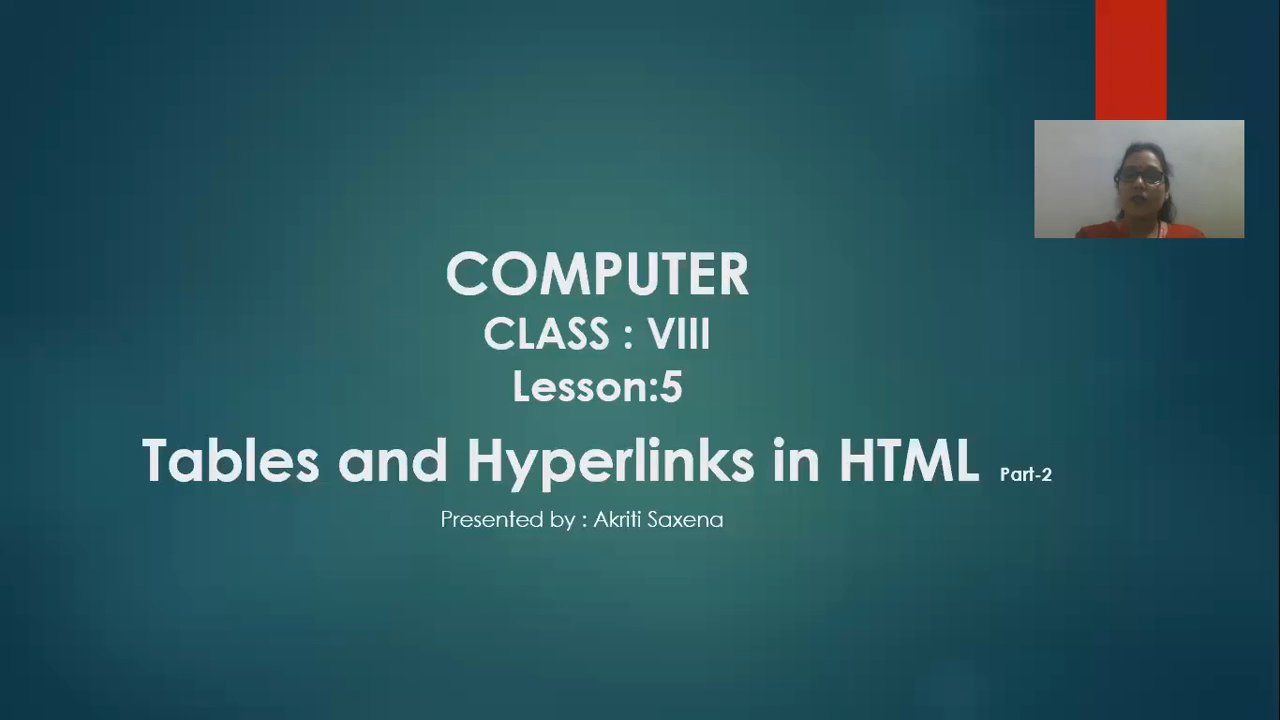 COMPUTER
CLASS : VIII
Lesson:5
Tables and Hyperlinks in HTML Part-2
Presented by : Akriti Saxena